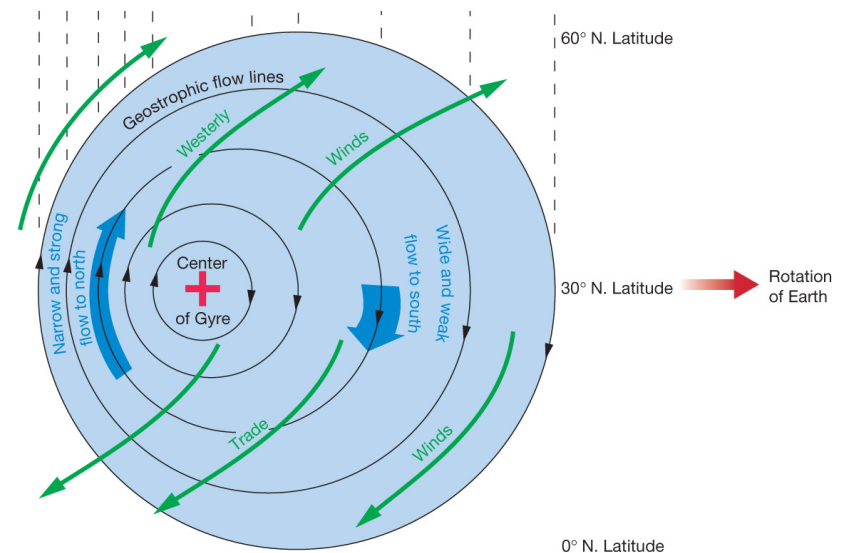 60° N. Latitude
Geostrophic flow lines
Westerly
Winds
Narrow and strong
flow to north
Center
of Gyre
Wide and weak
flow to south
30° N. Latitude
Rotation
of Earth
Trade
Winds
0° N. Latitude